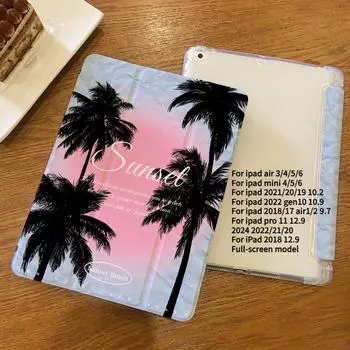 Sunset
For ipad air 3/4/5/6
For ipad mini 4/5/6
For ipad 2021/20/19 10.2
For ipad 2022 gen10 10.9
For ipad 2018/17 air1/2 9.7
For ipad pro 11 12.9
2024 2022/21/20
For iPad 2018 12.9
Full-screen model